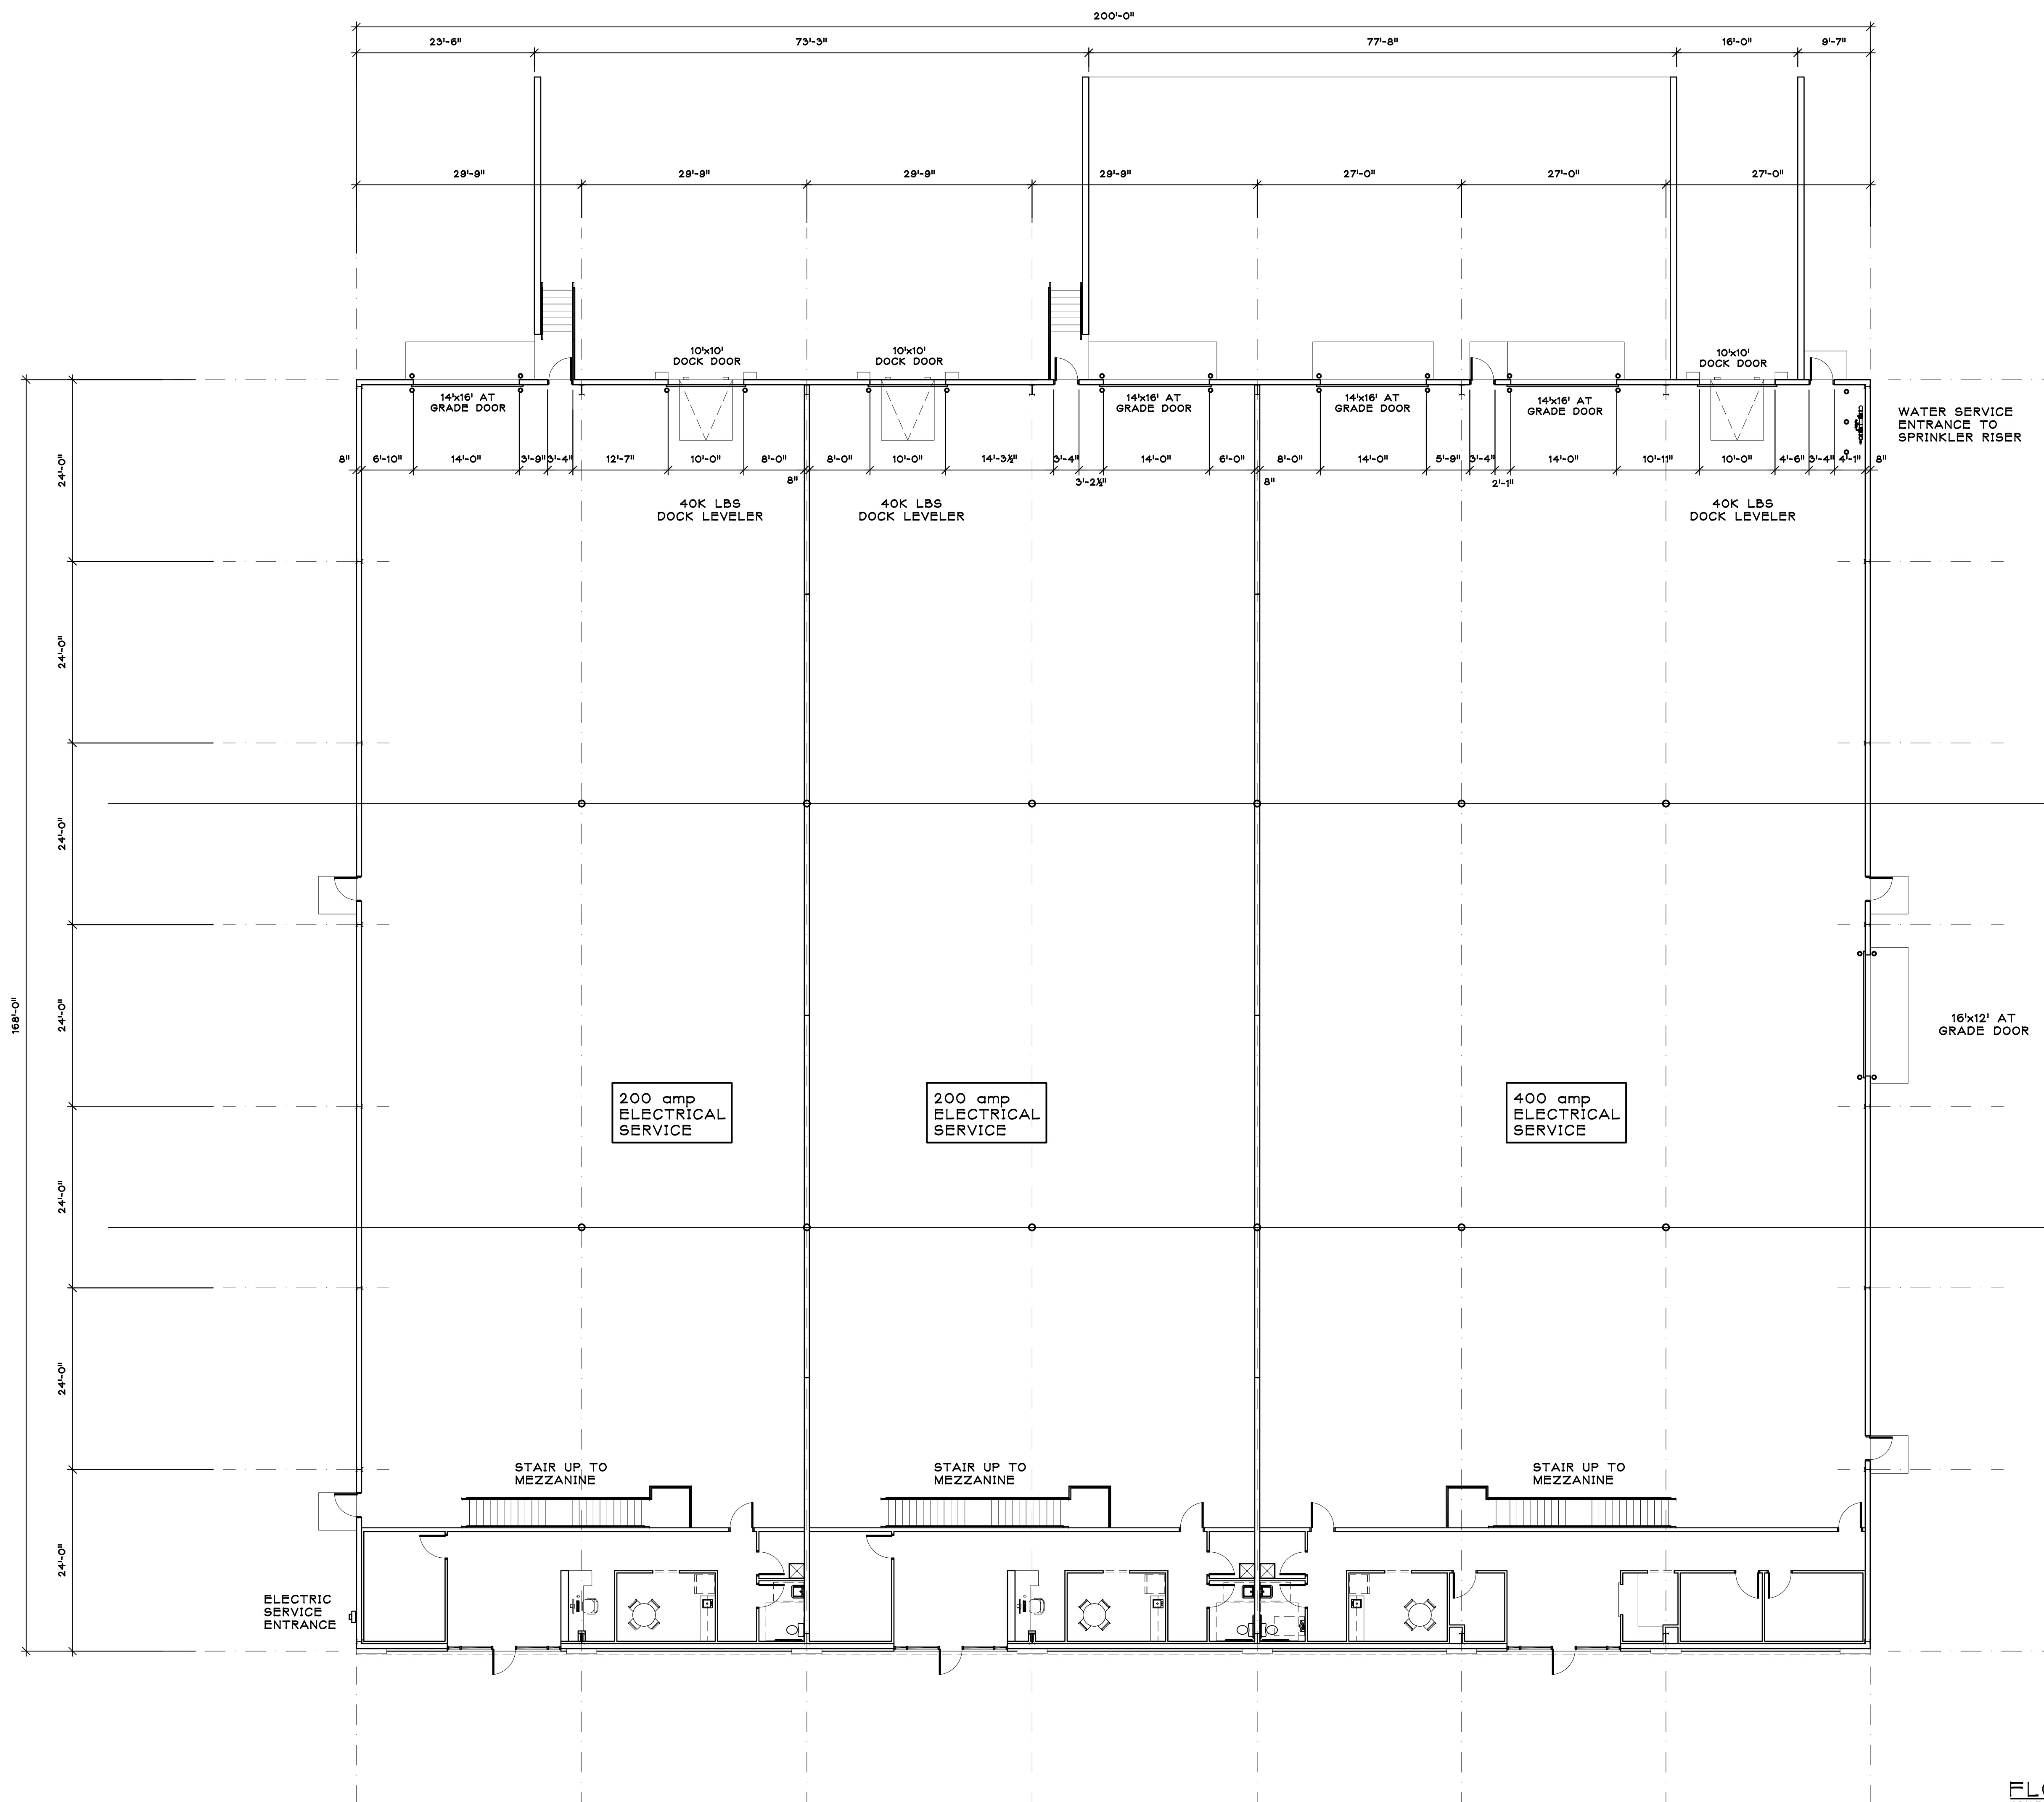 200'-0"
23'-6" 73'-3" 77'-8" 16'-0" 9'-7"
29'-9" 29'-9" 29'-9" 29'-9" 27'-0" 27'-0" 27'-0"
10'x10'
DOCK DOOR
10'x10'
DOCK DOOR
10'x10'
DOCK DOOR
14'x16' AT
GRADE DOOR
14'x16' AT
GRADE DOOR
14'x16' AT
GRADE DOOR
14'x16' AT
GRADE DOOR
WATER SERVICE
ENTRANCE TO
SPRINKLER RISER
8" 6'-10" 14'-0" 3'-9" 3'-4" 12'-7" 10'-0" 8'-0" 8'-0" 10'-0" 14'-3½" 3'-4" 14'-0" 6'-0" 8'-0" 14'-0" 5'-9" 3'-4" 14'-0" 10'-11" 10'-0" 4'-6" 3'-4" 4'-1" 8"
8" 3'-2½" 8" 2'-1"
40K LBS
DOCK LEVELER
40K LBS
DOCK LEVELER
40K LBS
DOCK LEVELER
24'-0"
24'-0"
24'-0"
24'-0"
24'-0"
24'-0"
24'-0"
168'-0"
16'x12' AT
GRADE DOOR
200 amp
ELECTRICAL
SERVICE
200 amp
ELECTRICAL
SERVICE
400 amp
ELECTRICAL
SERVICE
STAIR UP TO
MEZZANINE
STAIR UP TO
MEZZANINE
STAIR UP TO
MEZZANINE
ELECTRIC
SERVICE
ENTRANCE